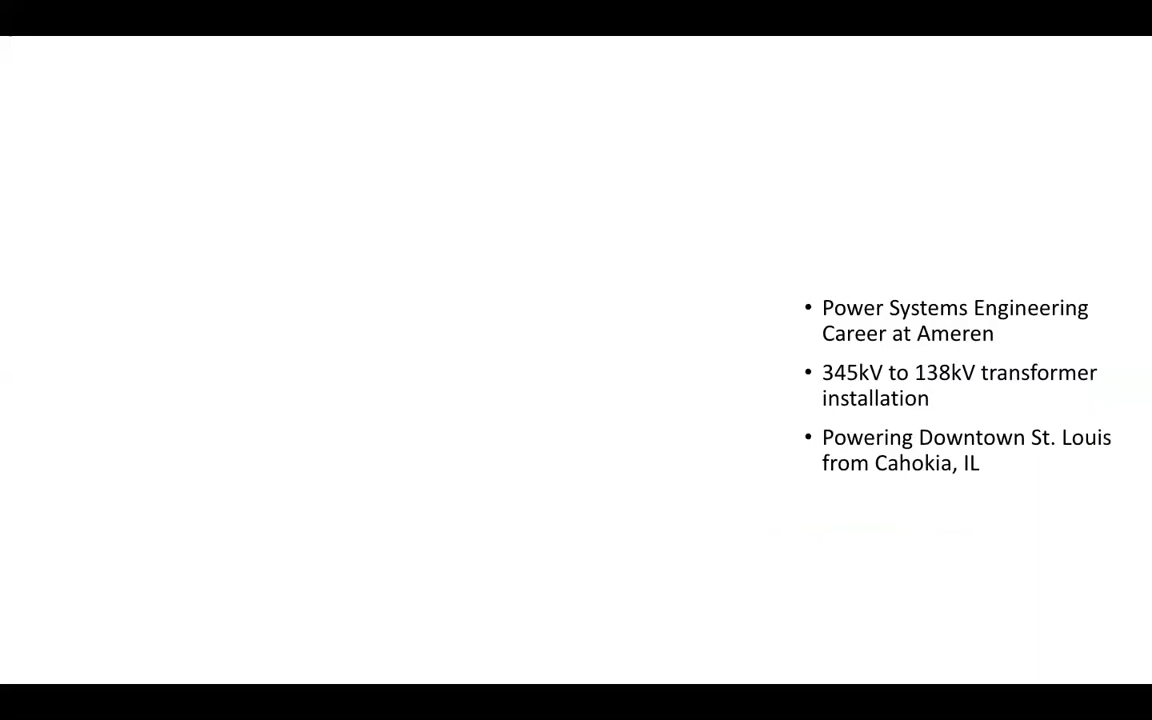 • Power Systems Engineering
Career at Ameren
• 345kV to 138kV transformer
installation
• Powering Downtown St. Louis
from Cahokia, IL